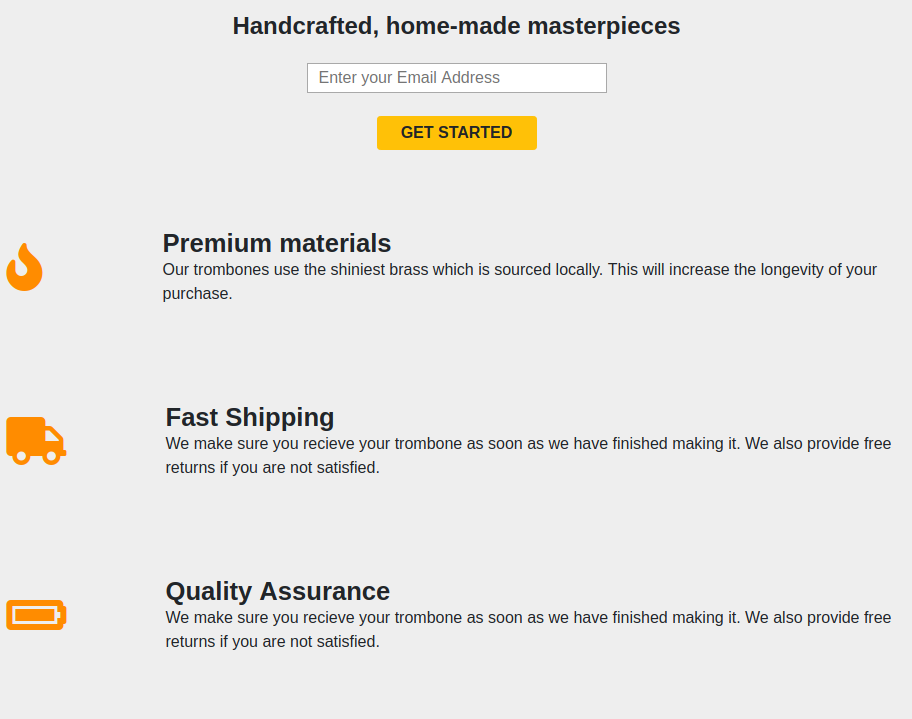 Handcrafted, home-made masterpieces
Enter your Email Address
GET STARTED
Premium materials
Our trombones use the shiniest brass which is sourced locally. This will increase the longevity of your
purchase.
Fast Shipping
We make sure you recieve your trombone as soon as we have finished making it. We also provide free
returns if you are not satisfied.
Quality Assurance
We make sure you recieve your trombone as soon as we have finished making it. We also provide free
returns if you are not satisfied.